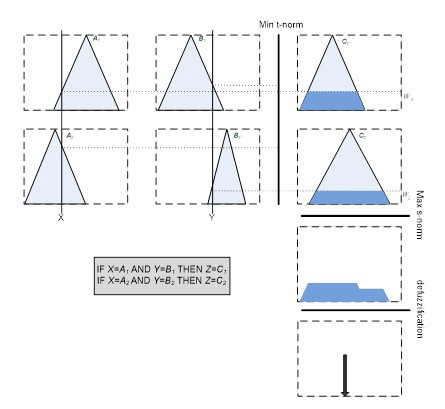 Min t-norm
A₁
B₁
C₁
W₁
A₂
B₂
C₂
W₂
X
Y
Max s-norm
IF X=A₁ AND Y=B₁ THEN Z=C₁
IF X=A₂ AND Y=B₂ THEN Z=C₂
defuzzification